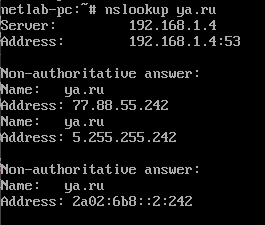 netlab-pc:~# nslookup ya.ru
Server:         192.168.1.4
Address:        192.168.1.4:53

Non-authoritative answer:
Name:   ya.ru
Address: 77.88.55.242
Name:   ya.ru
Address: 5.255.255.242

Non-authoritative answer:
Name:   ya.ru
Address: 2a02:6b8::2:242